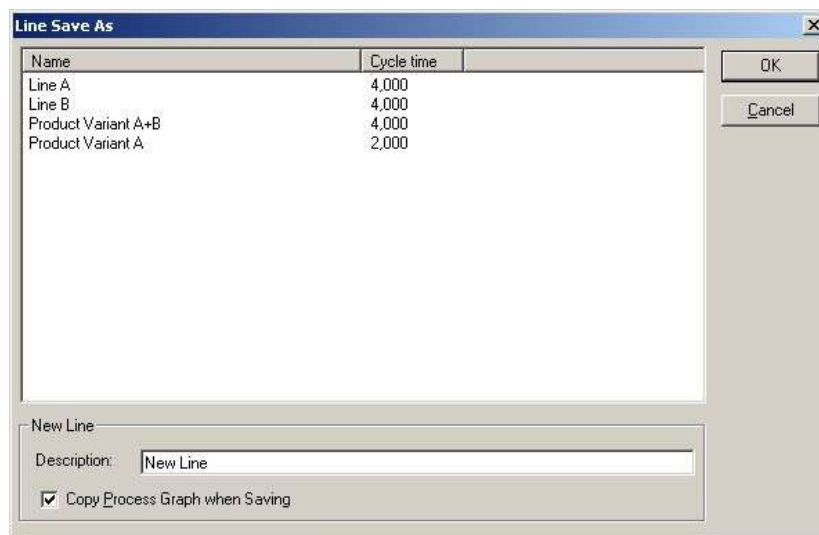 Line Save As
Name Cycle time
Line A 4,000
Line B 4,000
Product Variant A+B 4,000
Product Variant A 2,000
OK
Cancel
New Line
Description: New Line
Copy Process Graph when Saving